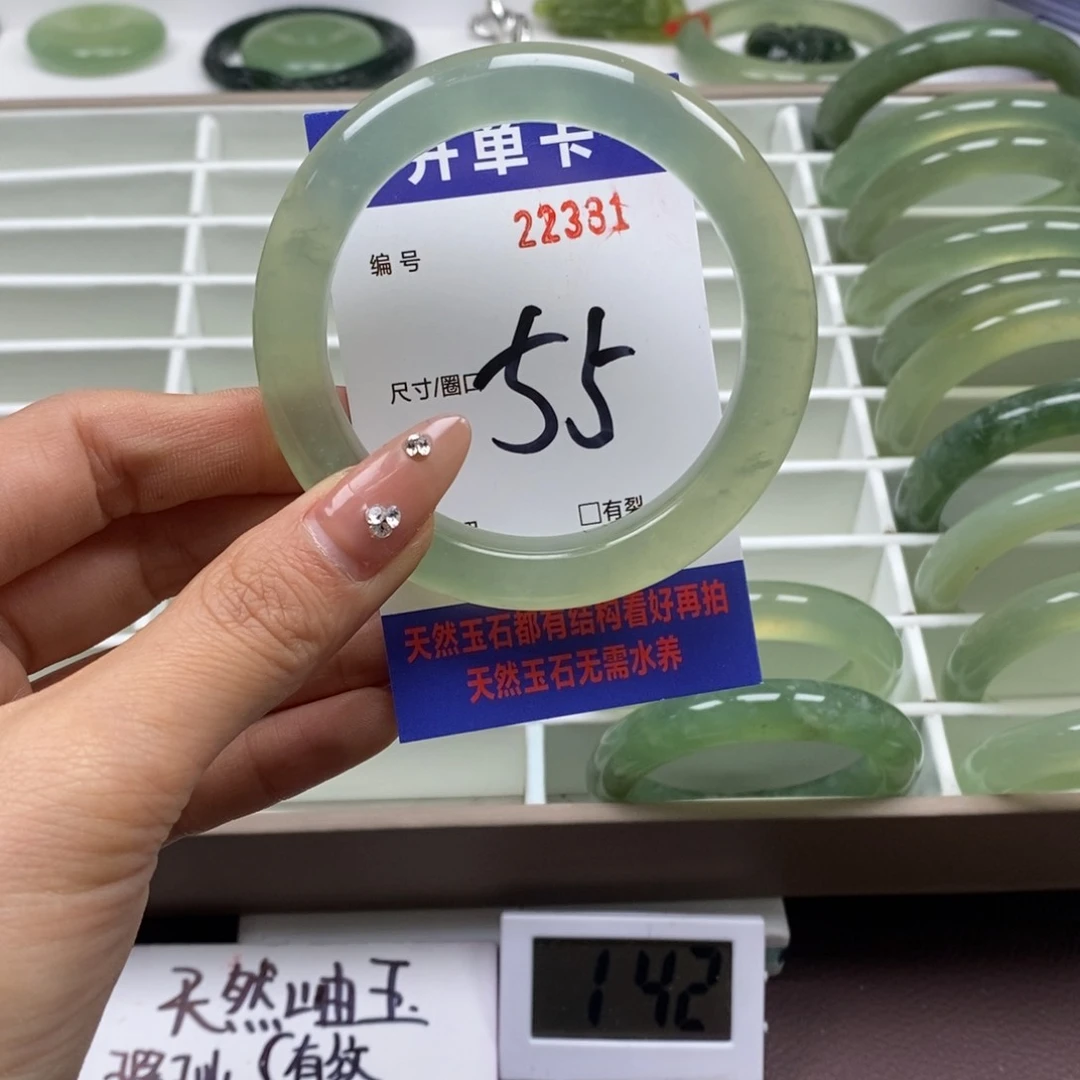 开单卡
22331
编号
尺寸/圈口 55
□有裂
天然玉石都有结构看好再拍
天然玉石无需水养
天然岫玉
(有纹
142